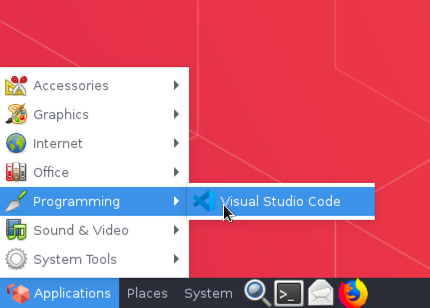 Accessories
Graphics
Internet
Office
Programming
Visual Studio Code
Sound & Video
System Tools
Applications Places System